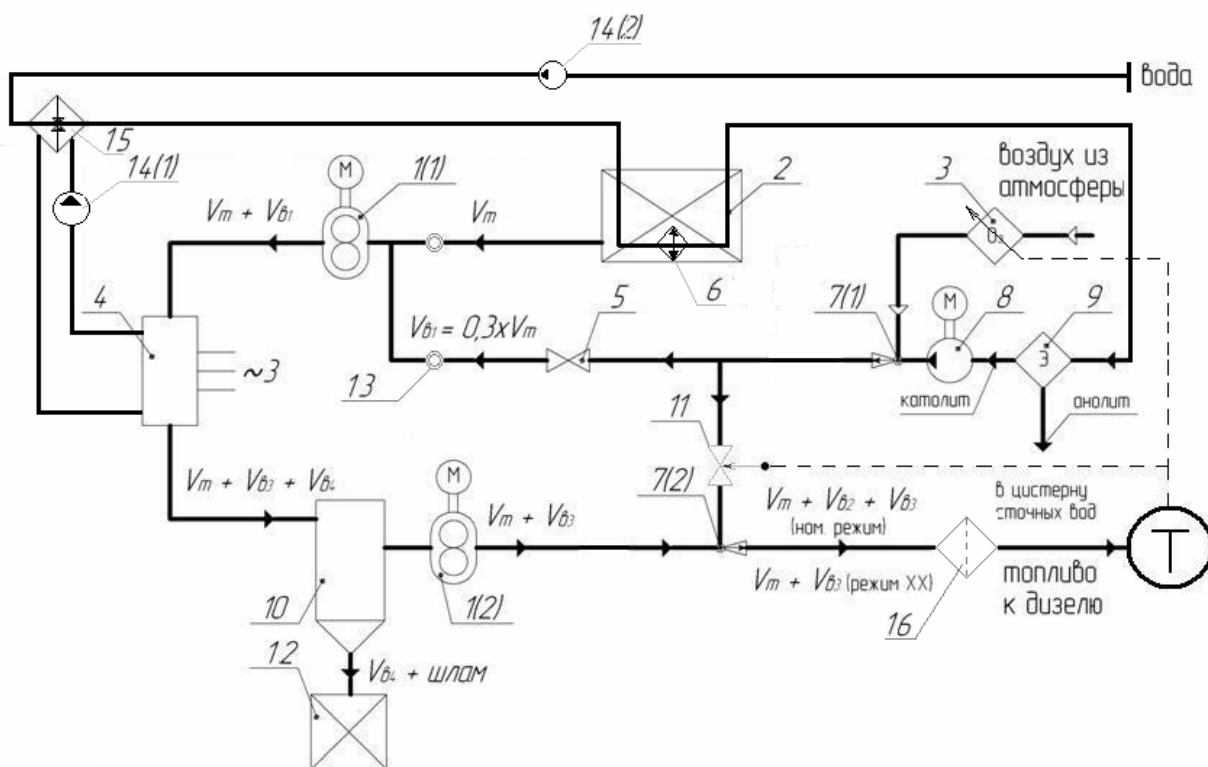 14(2)
вода
15
14(1)
М
1(1)
2
воздух из
атмосферы
3
O₃
Vт + Vв1
Vт
6
4
Vв1 = 0,3xVт
5
7(1)
М
8
9
Э
~3
13
католит
анолит
11
Vт + Vв3 + Vв4
М
7(2)
Vт + Vв3
Vт + Vв2 + Vв3
(ном. режим)
в цистерну
сточных вод
Т
10
1(2)
Vт + Vв3 (режим ХХ)
топливо
к дизелю
16
12
Vв4 + шлам